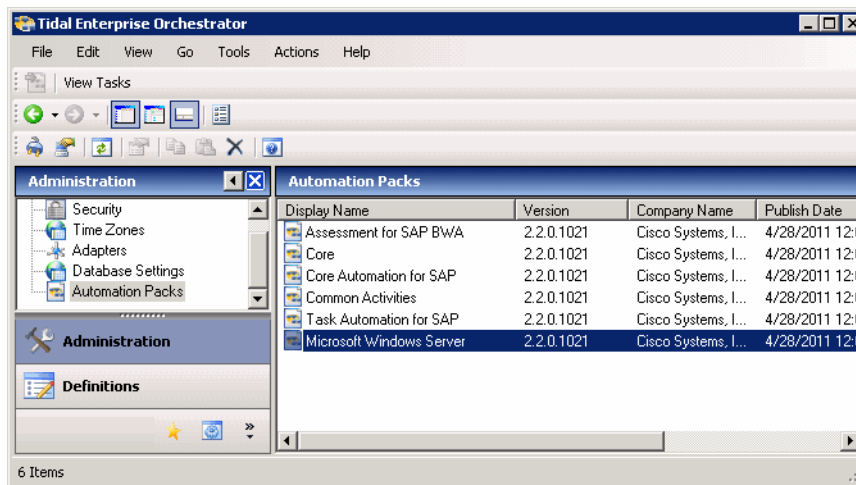 Tidal Enterprise Orchestrator
File Edit View Go Tools Actions Help
View Tasks
Administration
Security
Time Zones
Adapters
Database Settings
Automation Packs
Administration
Definitions
Automation Packs
Display Name Version Company Name Publish Date
Assessment for SAP BWA 2.2.0.1021 Cisco Systems, I... 4/28/2011 12:
Core 2.2.0.1021 Cisco Systems, I... 4/28/2011 12:
Core Automation for SAP 2.2.0.1021 Cisco Systems, I... 4/28/2011 12:
Common Activities 2.2.0.1021 Cisco Systems, I... 4/28/2011 12:
Task Automation for SAP 2.2.0.1021 Cisco Systems, I... 4/28/2011 12:
Microsoft Windows Server 2.2.0.1021 Cisco Systems, I... 4/28/2011 12:
6 Items